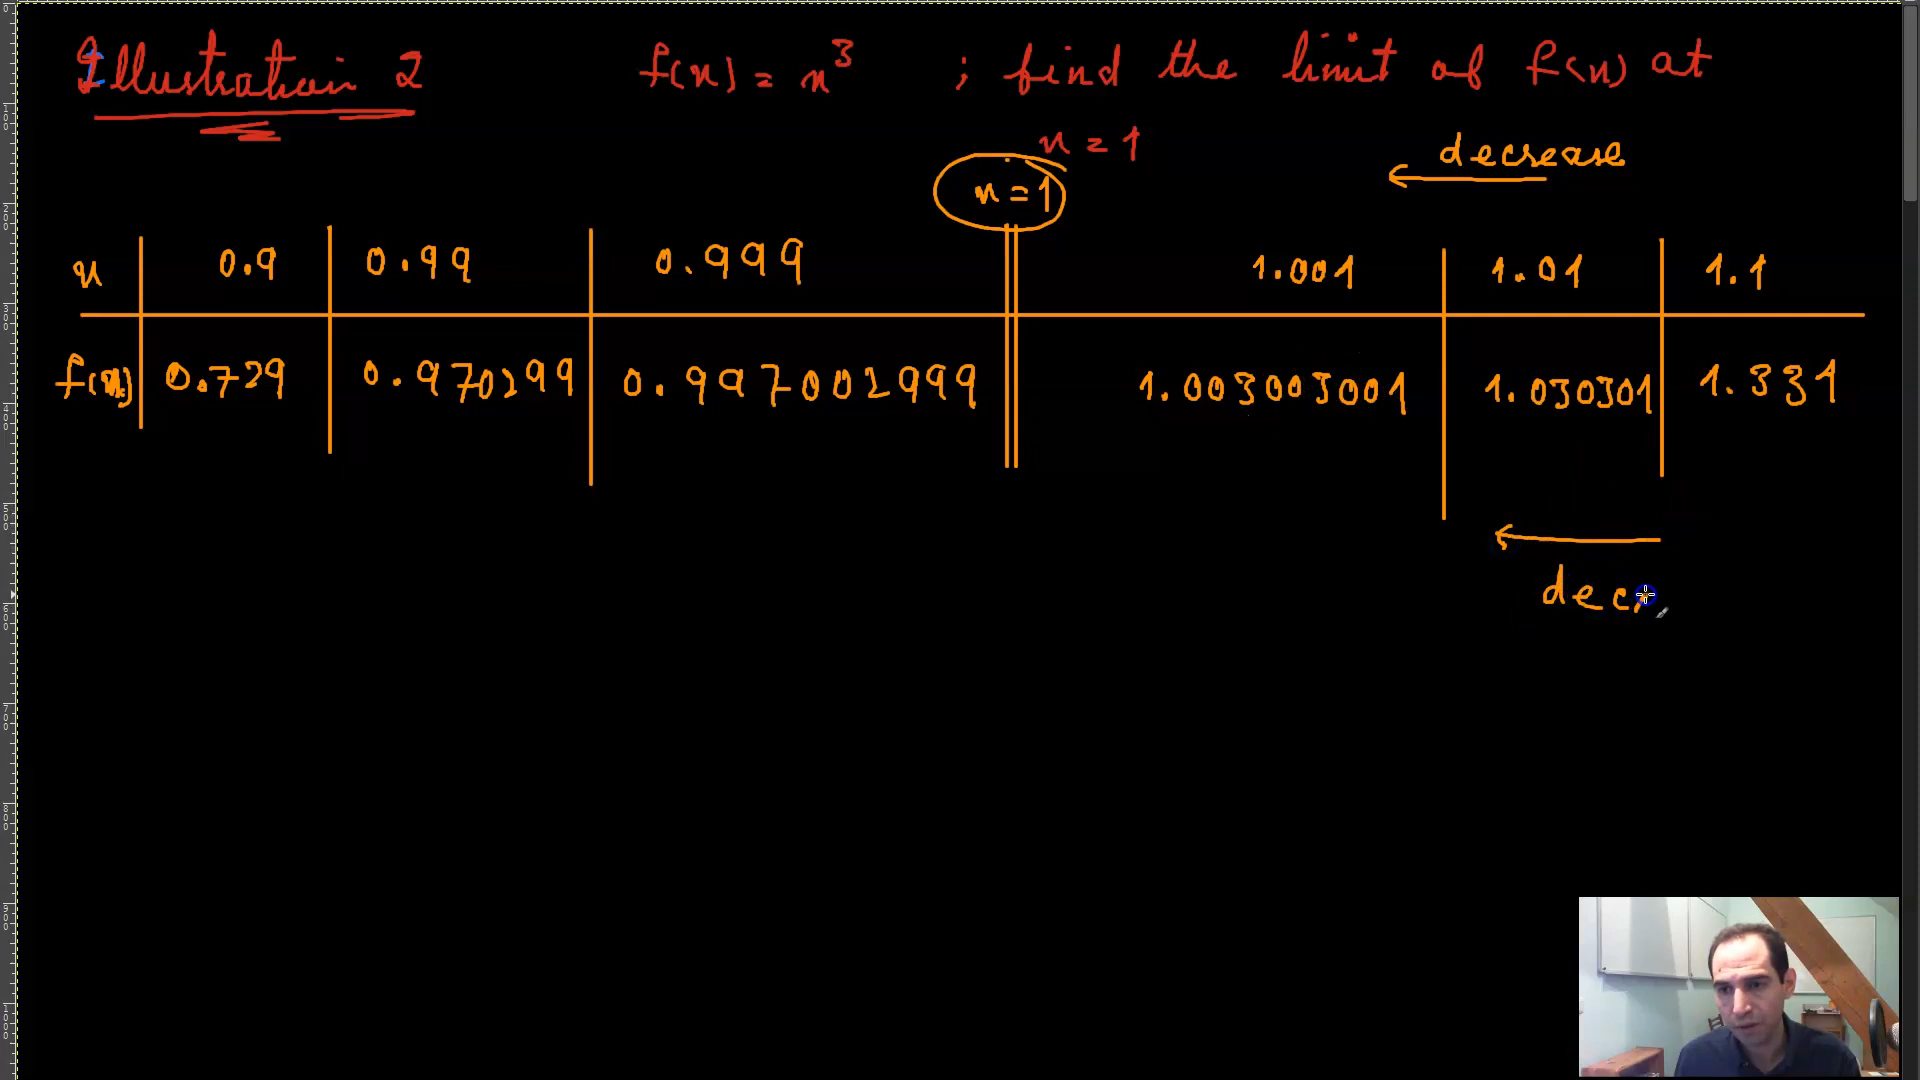 Illustration 2 f(x) = x³ ; find the limit of f(x) at
x = 1
decrease
x = 1
x 0.9 0.99 0.999 1.001 1.01 1.1
f(x) 0.729 0.970299 0.997002999 1.003003001 1.030301 1.331
decr